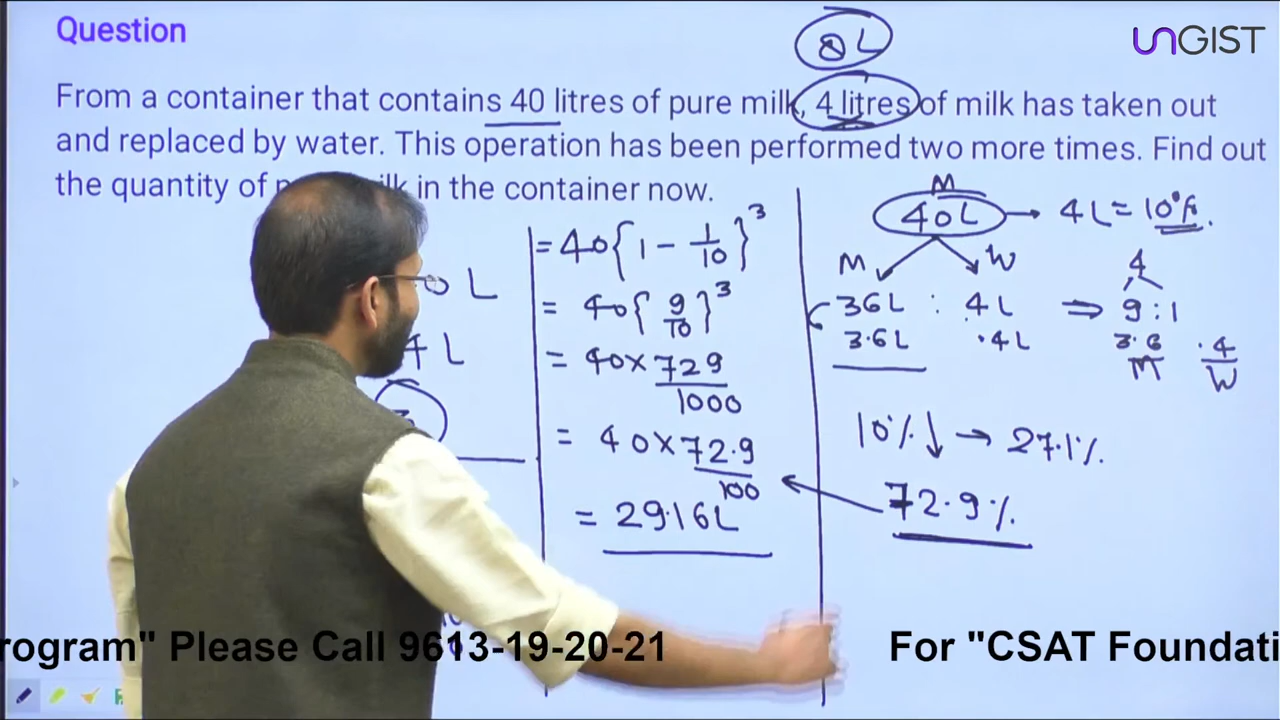 Question
UNGIST
8L
From a container that contains 40 litres of pure milk, 4 litres of milk has taken out
and replaced by water. This operation has been performed two more times. Find out
the quantity of milk in the container now.
L
4 L
= 40{1 - 1/10}^3
= 40{9/10}^3
= 40 × 729/1000
= 40 × 72.9/100
= 29.16L
M
40L → 4L = 10%.
M W
36L : 4L ⇒ 9:1
4
3.6L .4L
3.6 .4
M W
10%↓ → 27.1%.
72.9%.
rogram" Please Call 9613-19-20-21
For "CSAT Foundati